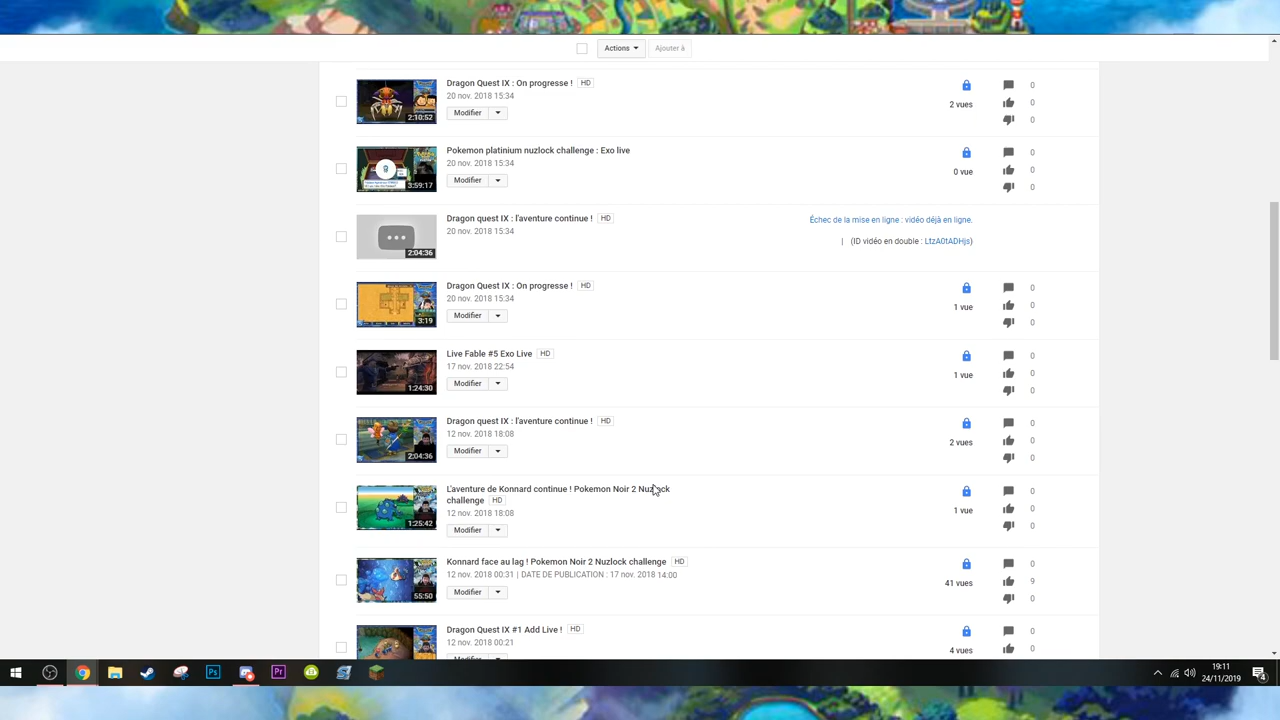 Actions
Ajouter à
Dragon Quest IX : On progresse ! HD
20 nov. 2018 15:34
Modifier
2:10:52
2 vues
0
0
0
Pokemon platinium nuzlock challenge : Exo live
20 nov. 2018 15:34
Modifier
3:59:17
0 vue
0
0
0
Dragon quest IX : l'aventure continue ! HD
20 nov. 2018 15:34
2:04:36
Échec de la mise en ligne : vidéo déjà en ligne.
| (ID vidéo en double : LtzA0tADHjs)
Dragon Quest IX : On progresse ! HD
20 nov. 2018 15:34
Modifier
3:19
1 vue
0
0
0
Live Fable #5 Exo Live HD
17 nov. 2018 22:54
Modifier
1:24:30
1 vue
0
0
0
Dragon quest IX : l'aventure continue ! HD
12 nov. 2018 18:08
Modifier
2:04:36
2 vues
0
0
0
L'aventure de Konnard continue ! Pokemon Noir 2 Nuzlock
challenge HD
12 nov. 2018 18:08
Modifier
1:25:42
1 vue
0
0
0
Konnard face au lag ! Pokemon Noir 2 Nuzlock challenge HD
12 nov. 2018 00:31 | DATE DE PUBLICATION : 17 nov. 2018 14:00
Modifier
55:50
41 vues
0
9
0
Dragon Quest IX #1 Add Live ! HD
12 nov. 2018 00:21
4 vues
0
0
Ps
Pr
19:11
24/11/2019
4